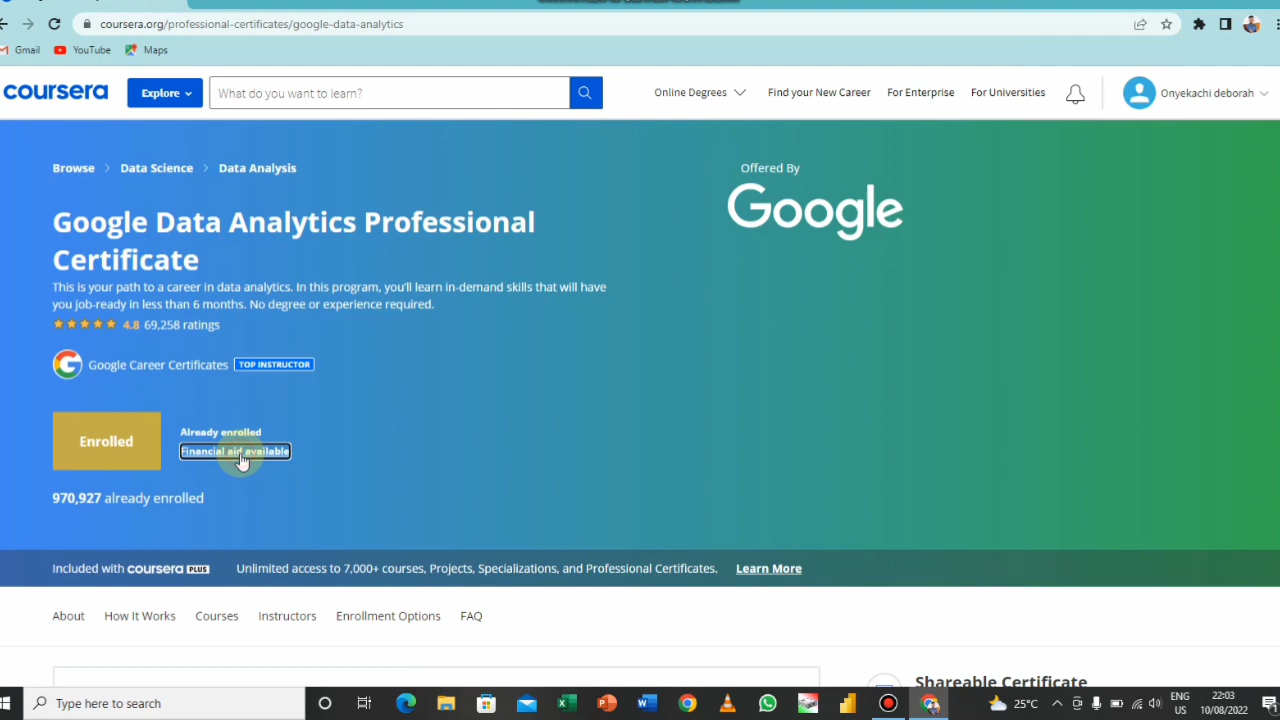 coursera.org/professional-certificates/google-data-analytics
Gmail YouTube Maps
coursera Explore What do you want to learn? Online Degrees Find your New Career For Enterprise For Universities Onyekachi deborah
Browse Data Science Data Analysis
Offered By
Google
Google Data Analytics Professional
Certificate
This is your path to a career in data analytics. In this program, you'll learn in-demand skills that will have
you job-ready in less than 6 months. No degree or experience required.
4.8 69,258 ratings
Google Career Certificates TOP INSTRUCTOR
Enrolled
Already enrolled
Financial aid available
970,927 already enrolled
Included with coursera PLUS Unlimited access to 7,000+ courses, Projects, Specializations, and Professional Certificates. Learn More
About How It Works Courses Instructors Enrollment Options FAQ
Shareable Certificate
Type here to search
25°C
ENG
US
22:03
10/08/2022